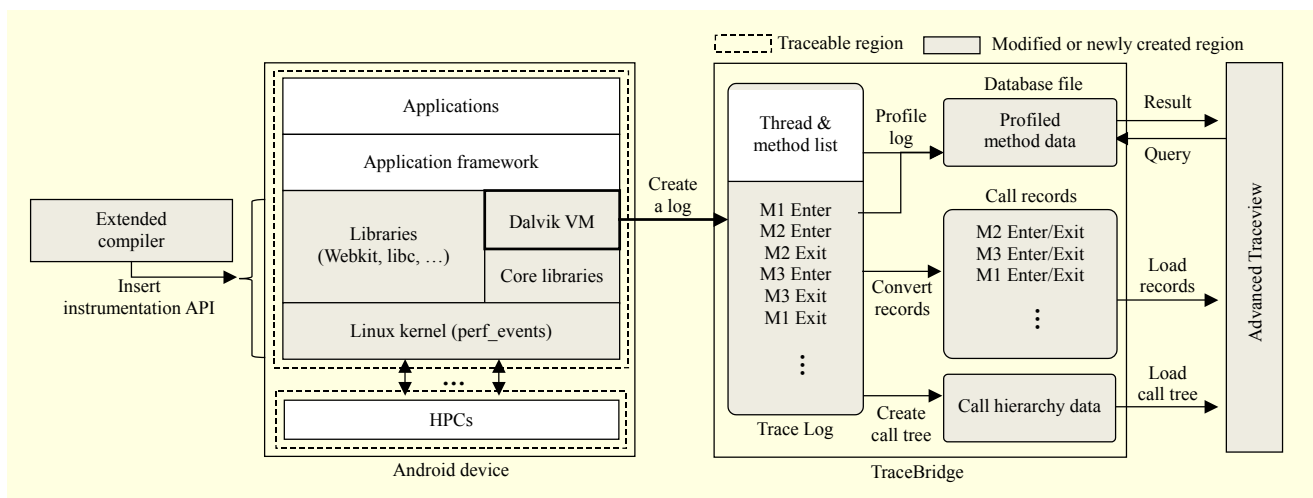 Traceable region
Modified or newly created region
Extended
compiler
Insert
instrumentation API
Applications
Application framework
Libraries
(Webkit, libc, …)
Dalvik VM
Core libraries
Linux kernel (perf_events)
...
HPCs
Android device
Create
a log
Thread &
method list
M1 Enter
M2 Enter
M2 Exit
M3 Enter
M3 Exit
M1 Exit
⋮
Trace Log
Profile
log
Convert
records
Create
call tree
Database file
Profiled
method data
Call records
M2 Enter/Exit
M3 Enter/Exit
M1 Enter/Exit
⋮
Call hierarchy data
TraceBridge
Result
Query
Load
records
Load
call tree
Advanced Traceview